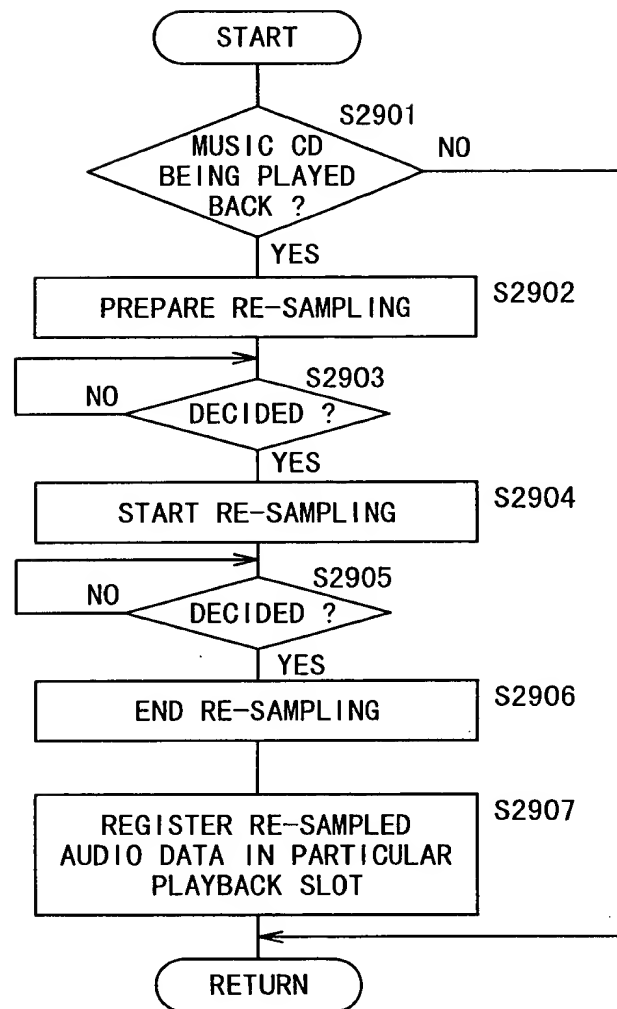 START
S2901
MUSIC CD
BEING PLAYED
BACK ?
NO
YES
PREPARE RE-SAMPLING
S2902
S2903
NO
DECIDED ?
YES
START RE-SAMPLING
S2904
S2905
NO
DECIDED ?
YES
END RE-SAMPLING
S2906
S2907
REGISTER RE-SAMPLED
AUDIO DATA IN PARTICULAR
PLAYBACK SLOT
RETURN